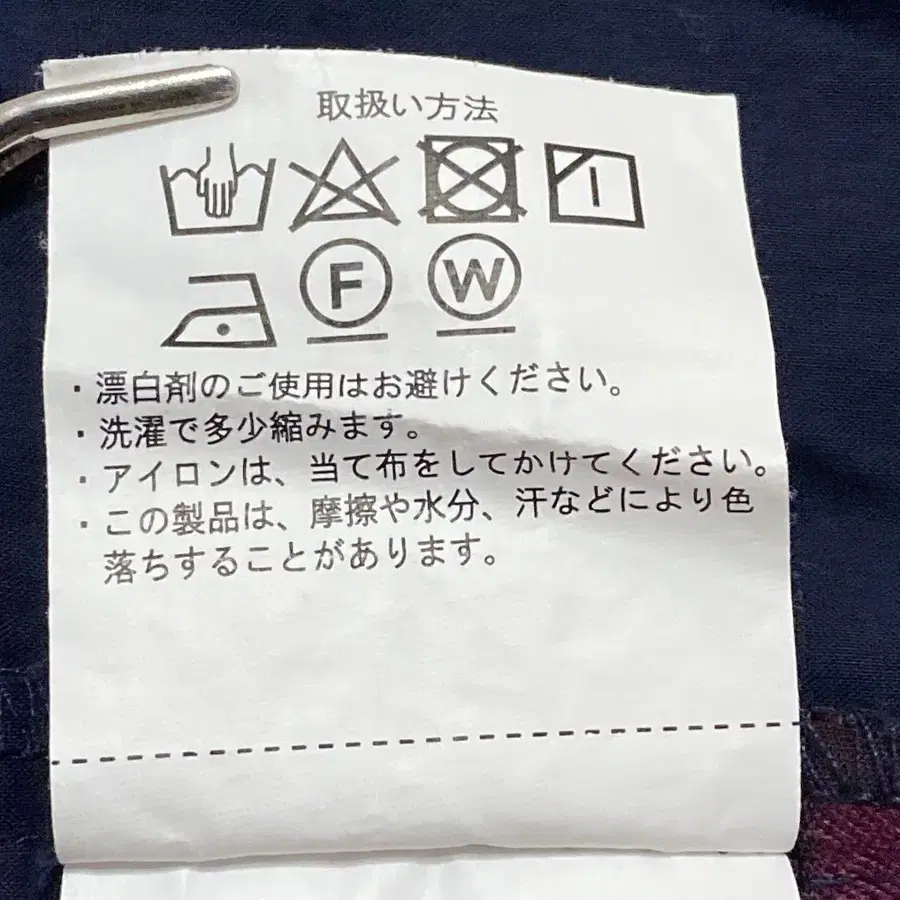 取扱い方法
F W
・漂白剤のご使用はお避けください。
・洗濯で多少縮みます。
・アイロンは、当て布をしてかけてください。
・この製品は、摩擦や水分、汗などにより色
落ちすることがあります。